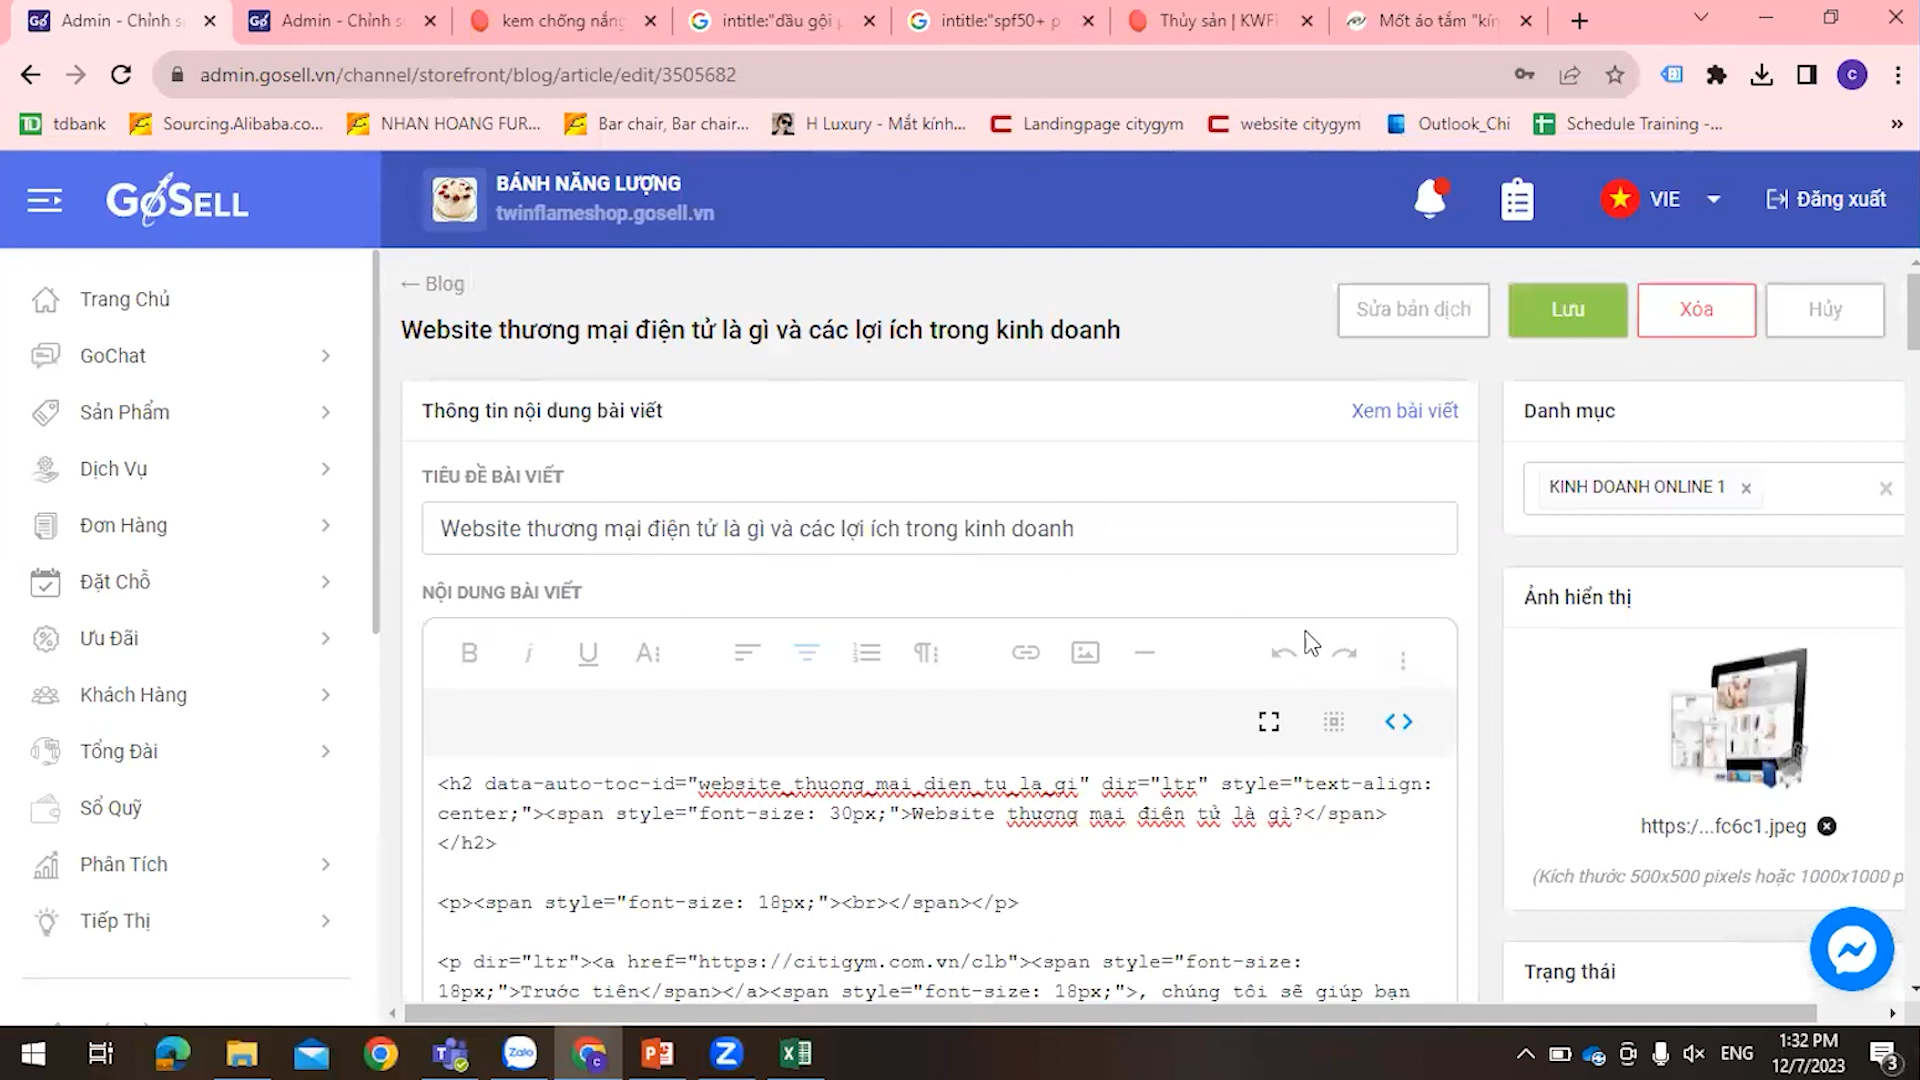 Admin - Chỉnh s
Admin - Chỉnh s
kem chống nắng
intitle:"dầu gội p
intitle:"spf50+ p
Thủy sản | KWFi
Mốt áo tắm "kín
admin.gosell.vn/channel/storefront/blog/article/edit/3505682
C
tdbank
Sourcing.Alibaba.co...
NHAN HOANG FUR...
Bar chair, Bar chair...
H Luxury - Mắt kính...
Landingpage citygym
website citygym
Outlook_Chi
Schedule Training -...
GoSELL
BÁNH NĂNG LƯỢNG
twinflameshop.gosell.vn
VIE
Đăng xuất
Trang Chủ
GoChat
Sản Phẩm
Dịch Vụ
Đơn Hàng
Đặt Chỗ
Ưu Đãi
Khách Hàng
Tổng Đài
Sổ Quỹ
Phân Tích
Tiếp Thị
← Blog
Website thương mại điện tử là gì và các lợi ích trong kinh doanh
Sửa bản dịch
Lưu
Xóa
Hủy
Thông tin nội dung bài viết
Xem bài viết
TIÊU ĐỀ BÀI VIẾT
Website thương mại điện tử là gì và các lợi ích trong kinh doanh
NỘI DUNG BÀI VIẾT
<h2 data-auto-toc-id="website_thuong_mai_dien_tu_la_gi" dir="ltr" style="text-align:
center;"><span style="font-size: 30px;">Website thương mại điện tử là gì?</span>
</h2>
<p><span style="font-size: 18px;"><br></span></p>
<p dir="ltr"><a href="https://citigym.com.vn/clb"><span style="font-size:
18px;">Trước tiên</span></a><span style="font-size: 18px;">, chúng tôi sẽ giúp bạn
Danh mục
KINH DOANH ONLINE 1
Ảnh hiển thị
https:/...fc6c1.jpeg
(Kích thước 500x500 pixels hoặc 1000x1000 p
Trạng thái
Zalo
ENG
1:32 PM
12/7/2023
3